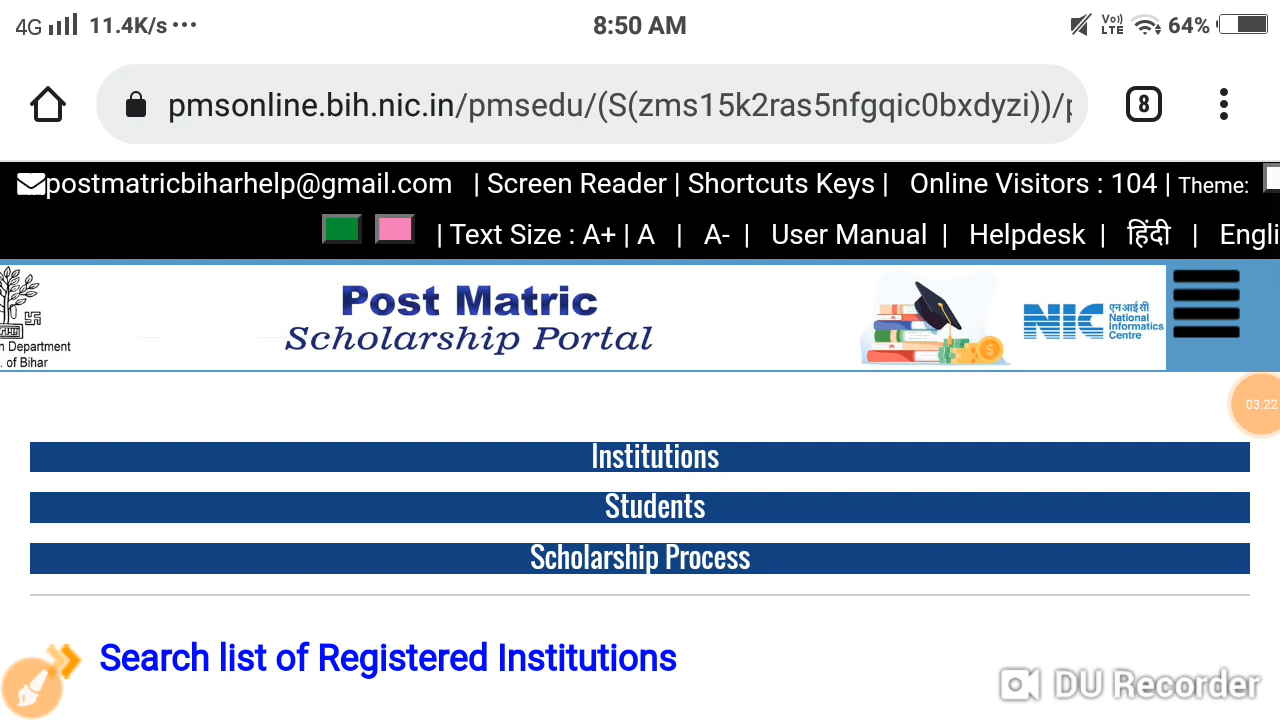 4G 11.4K/s ... 8:50 AM Vo)) LTE 64%
pmsonline.bih.nic.in/pmsedu/(S(zms15k2ras5nfgqic0bxdyzi))/p 8
postmatricbiharhelp@gmail.com | Screen Reader | Shortcuts Keys | Online Visitors : 104 | Theme:
| Text Size : A+ | A | A- | User Manual | Helpdesk | हिंदी | Engli
Post Matric
Scholarship Portal
NIC एन आई सी
National
Informatics
Centre
n Department
. of Bihar
03:22
Institutions
Students
Scholarship Process
Search list of Registered Institutions
DU Recorder